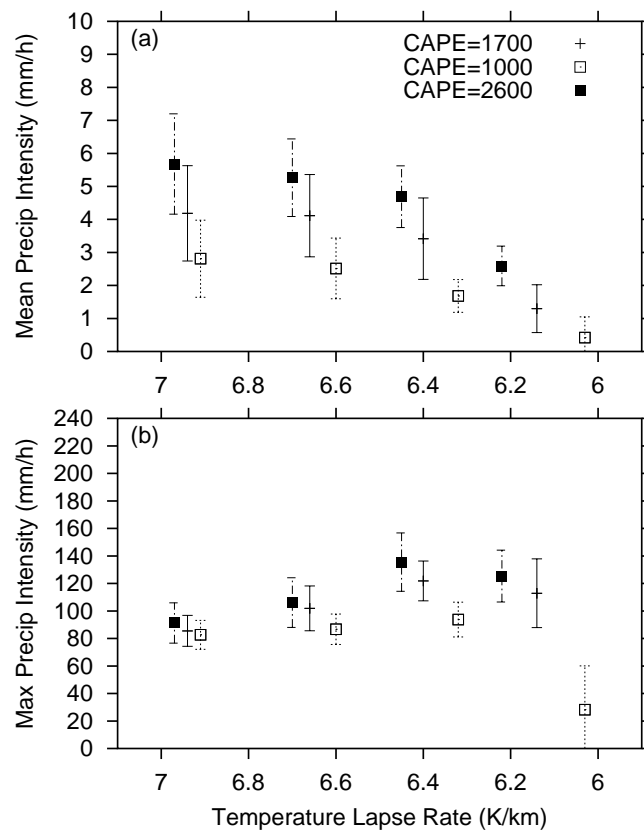 (a)
CAPE=1700
CAPE=1000
CAPE=2600
Mean Precip Intensity (mm/h)
10
9
8
7
6
5
4
3
2
1
0
7 6.8 6.6 6.4 6.2 6
(b)
Max Precip Intensity (mm/h)
240
220
200
180
160
140
120
100
80
60
40
20
0
7 6.8 6.6 6.4 6.2 6
Temperature Lapse Rate (K/km)